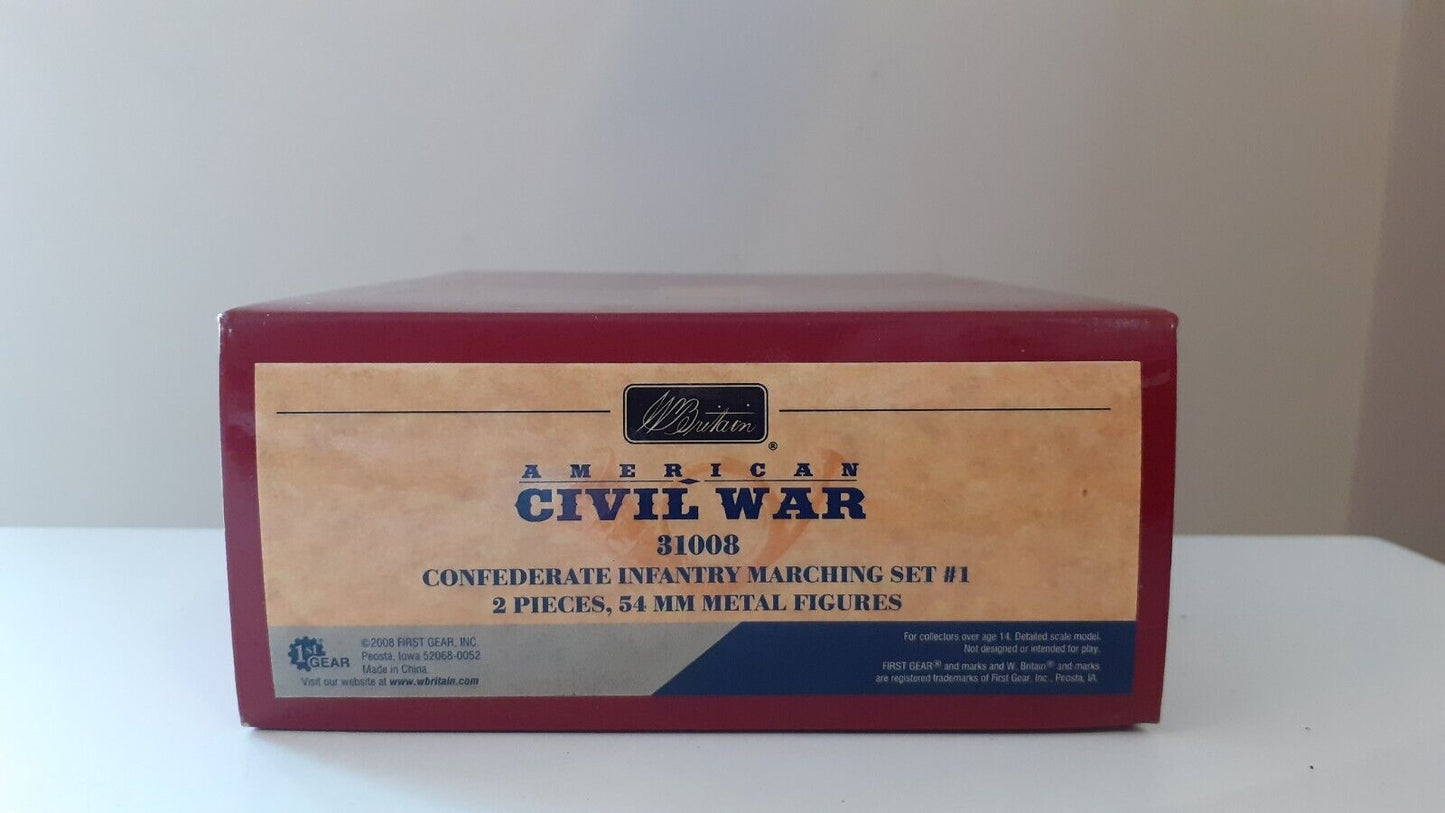 WBritain®
AMERICAN
CIVIL WAR
31008
CONFEDERATE INFANTRY MARCHING SET #1
2 PIECES, 54 MM METAL FIGURES
1st GEAR
©2008 FIRST GEAR, INC.
Peosta, Iowa 52068-0052
Made in China.
Visit our website at www.wbritain.com
For collectors over age 14. Detailed scale model.
Not designed or intended for play.
FIRST GEAR® and marks and W. Britain® and marks
are registered trademarks of First Gear, Inc., Peosta, IA.